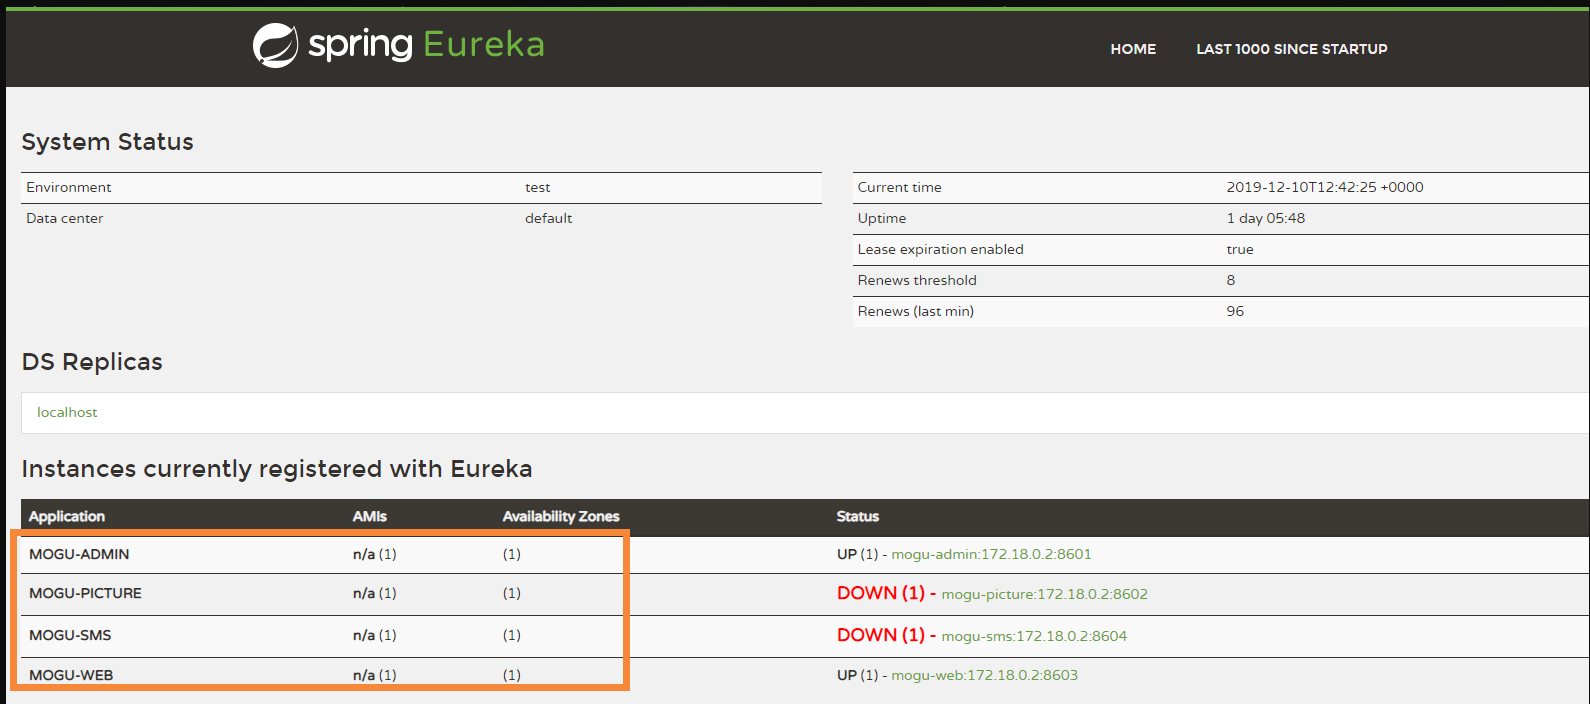 spring Eureka
HOME LAST 1000 SINCE STARTUP
System Status
Environment test
Data center default
Current time 2019-12-10T12:42:25 +0000
Uptime 1 day 05:48
Lease expiration enabled true
Renews threshold 8
Renews (last min) 96
DS Replicas
localhost
Instances currently registered with Eureka
Application AMIs Availability Zones Status
MOGU-ADMIN n/a (1) (1) UP (1) - mogu-admin:172.18.0.2:8601
MOGU-PICTURE n/a (1) (1) DOWN (1) - mogu-picture:172.18.0.2:8602
MOGU-SMS n/a (1) (1) DOWN (1) - mogu-sms:172.18.0.2:8604
MOGU-WEB n/a (1) (1) UP (1) - mogu-web:172.18.0.2:8603